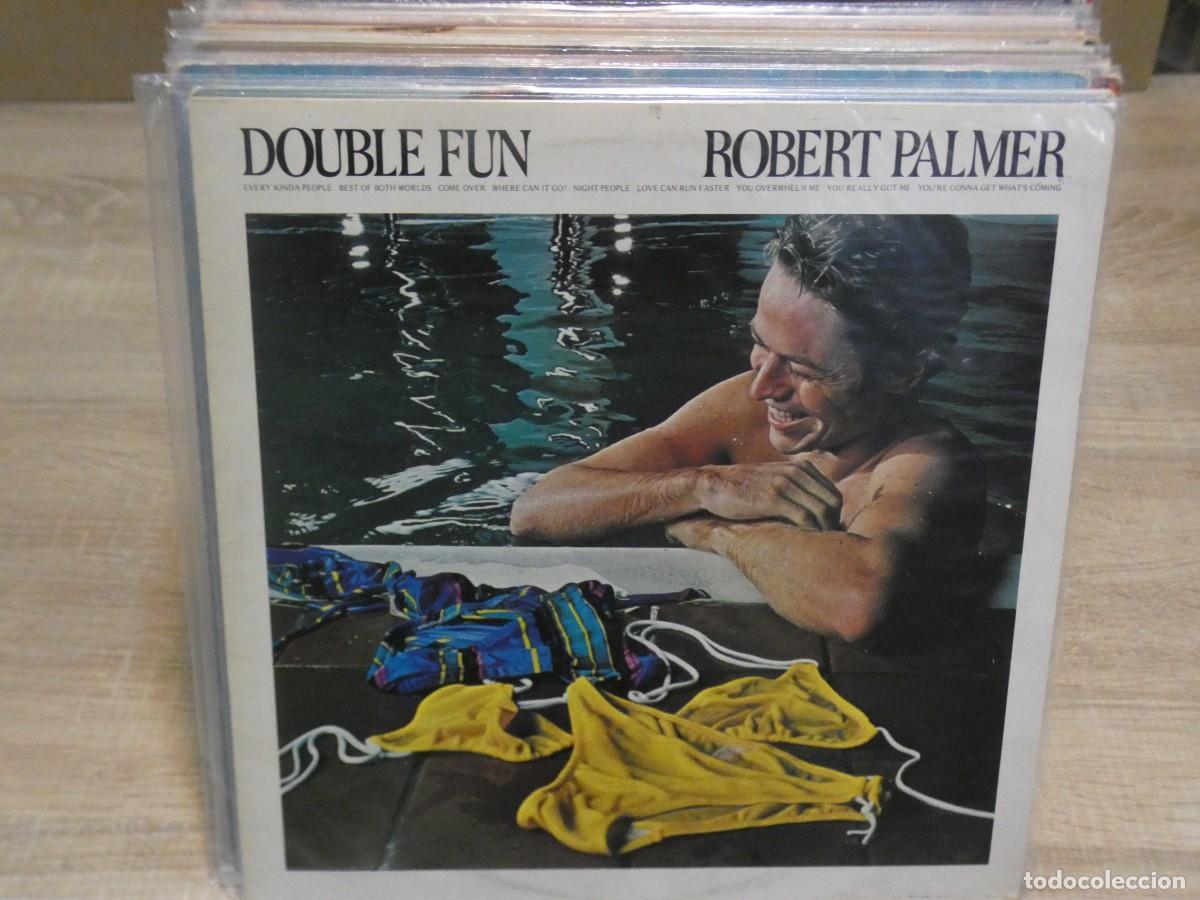 DOUBLE FUN ROBERT PALMER
EVERY KINDA PEOPLE BEST OF BOTH WORLDS COME OVER WHERE CAN IT GO? NIGHT PEOPLE LOVE CAN RUN FASTER YOU OVERWHELM ME YOU REALLY GOT ME YOU'RE GONNA GET WHAT'S COMING
todocoleccion